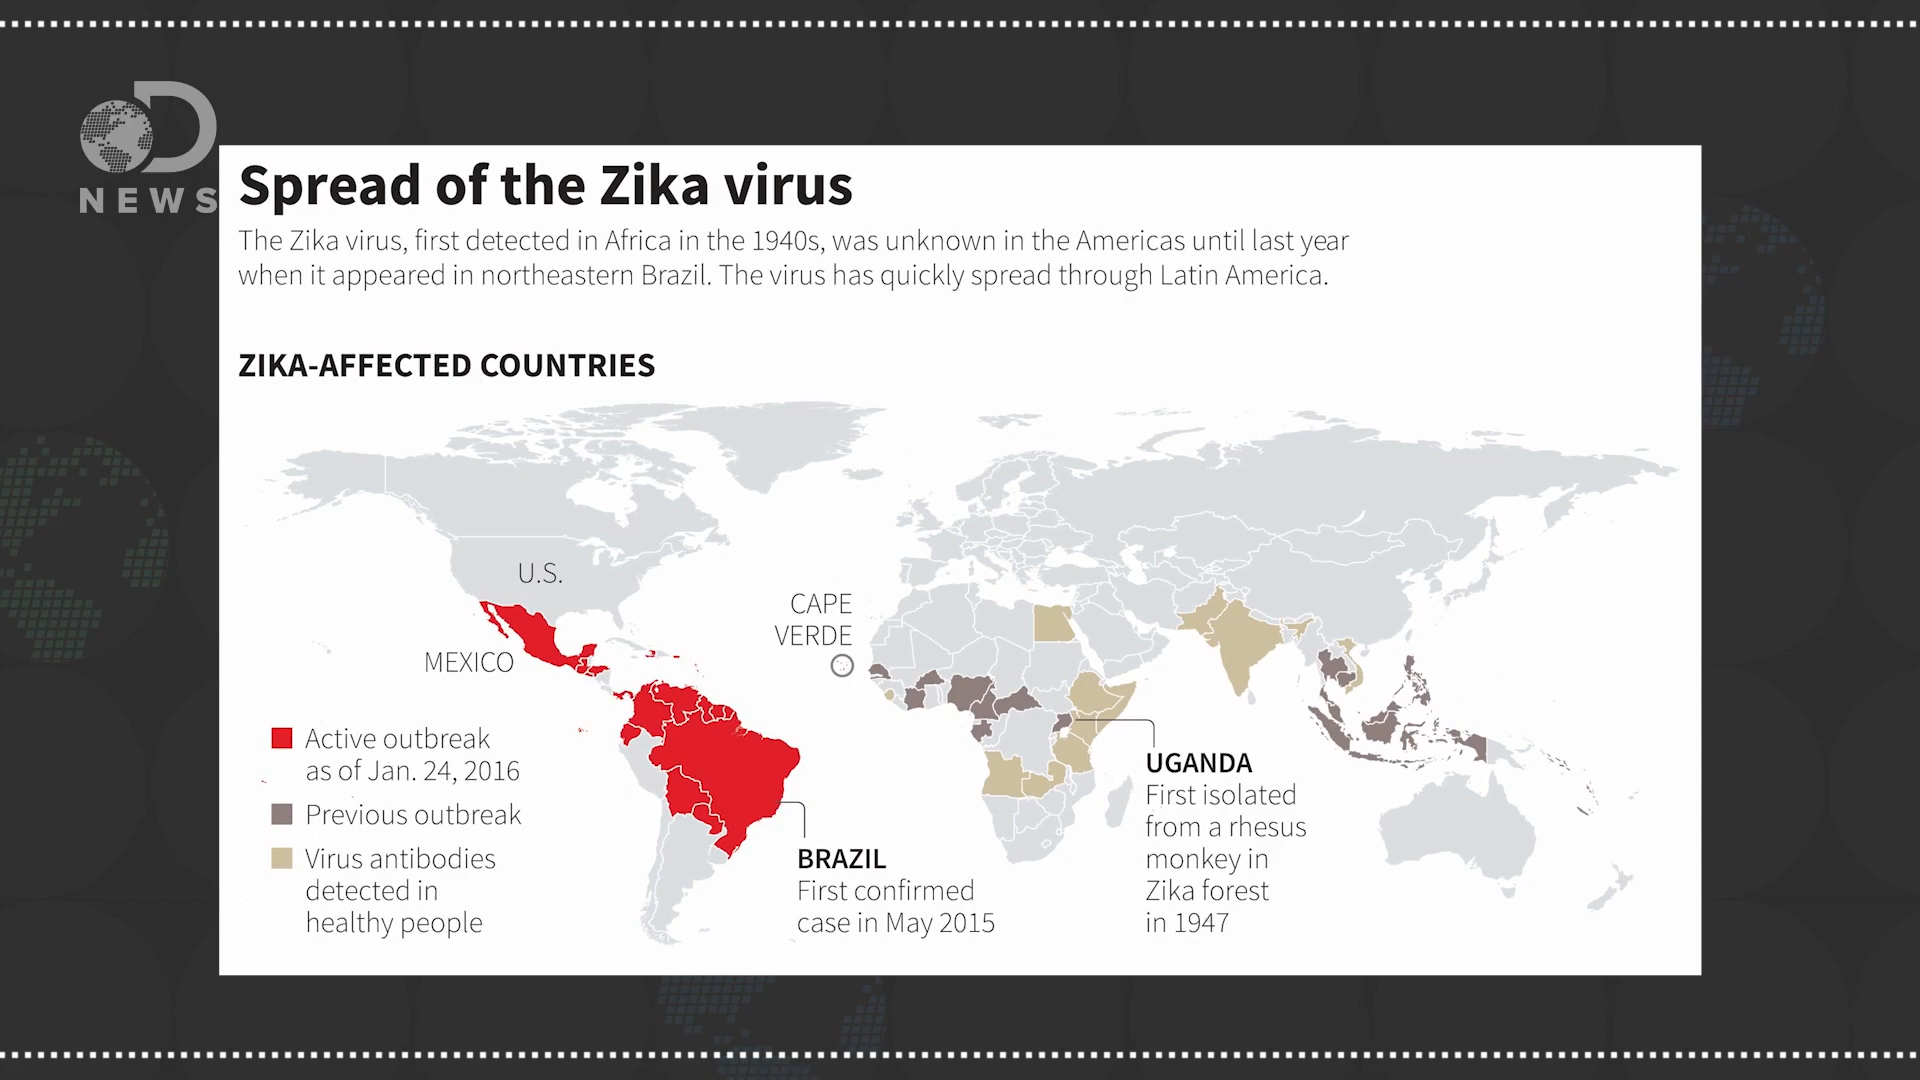 NEWS
Spread of the Zika virus
The Zika virus, first detected in Africa in the 1940s, was unknown in the Americas until last year
when it appeared in northeastern Brazil. The virus has quickly spread through Latin America.
ZIKA-AFFECTED COUNTRIES
U.S.
MEXICO
CAPE
VERDE
Active outbreak
as of Jan. 24, 2016
Previous outbreak
Virus antibodies
detected in
healthy people
BRAZIL
First confirmed
case in May 2015
UGANDA
First isolated
from a rhesus
monkey in
Zika forest
in 1947